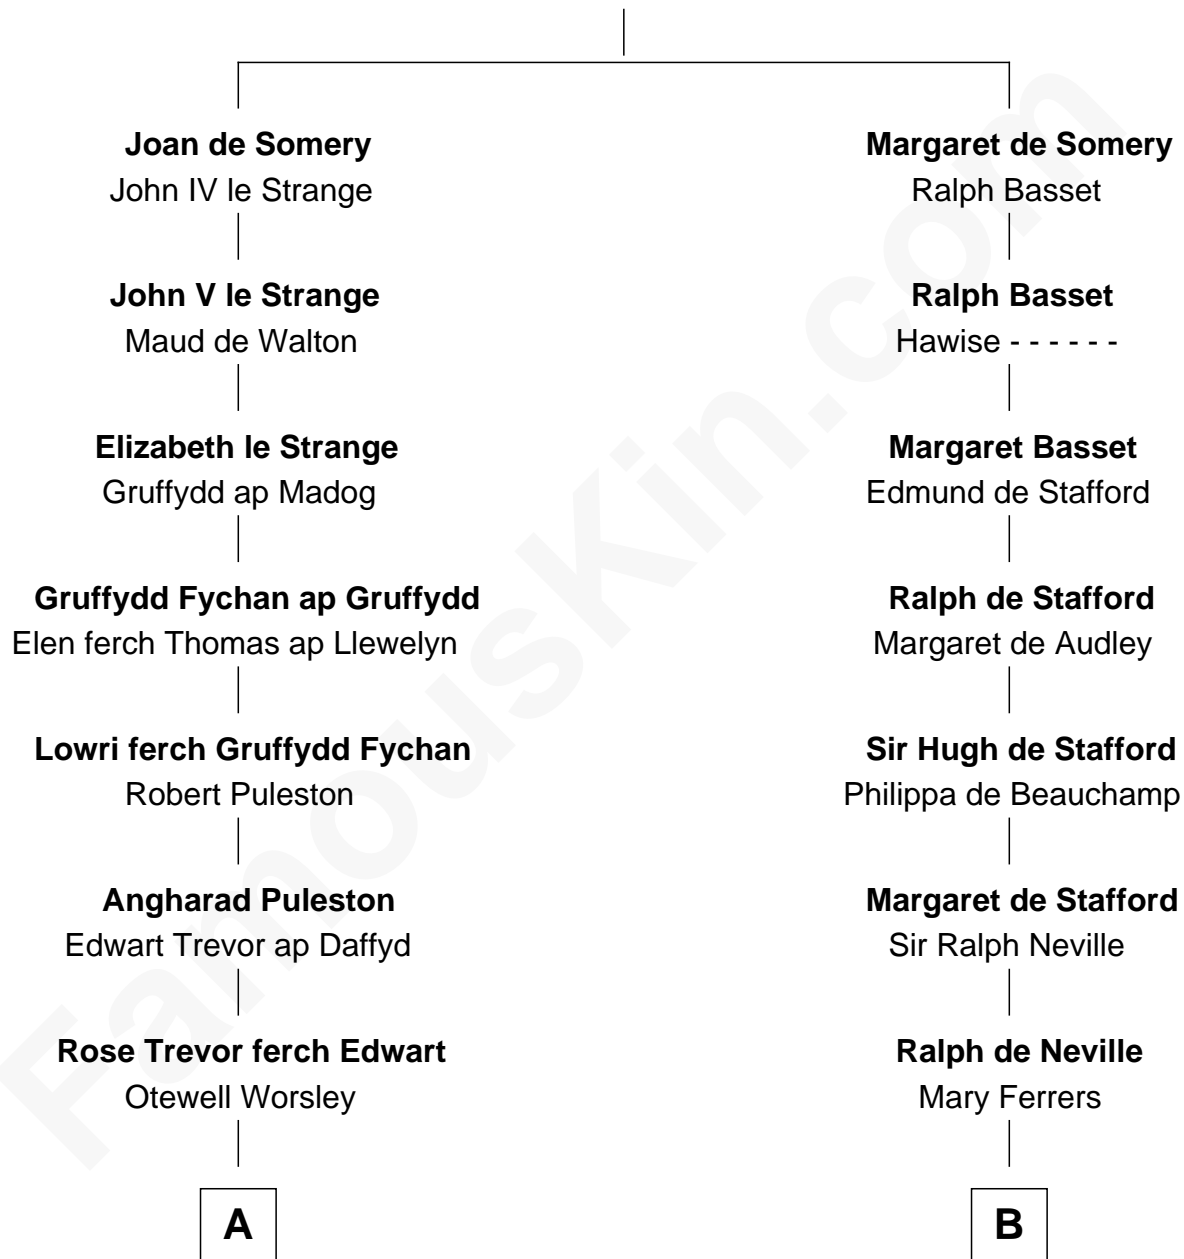 Joan de Somery
John IV le Strange
John V le Strange
Maud de Walton
Elizabeth le Strange
Gruffydd ap Madog
Gruffydd Fychan ap Gruffydd
Elen ferch Thomas ap Llewelyn
Lowri ferch Gruffydd Fychan
Robert Puleston
Angharad Puleston
Edwart Trevor ap Daffyd
Rose Trevor ferch Edwart
Otewell Worsley
A
Margaret de Somery
Ralph Basset
Ralph Basset
Hawise - - - - - -
Margaret Basset
Edmund de Stafford
Ralph de Stafford
Margaret de Audley
Sir Hugh de Stafford
Philippa de Beauchamp
Margaret de Stafford
Sir Ralph Neville
Ralph de Neville
Mary Ferrers
B
FamousKin.com